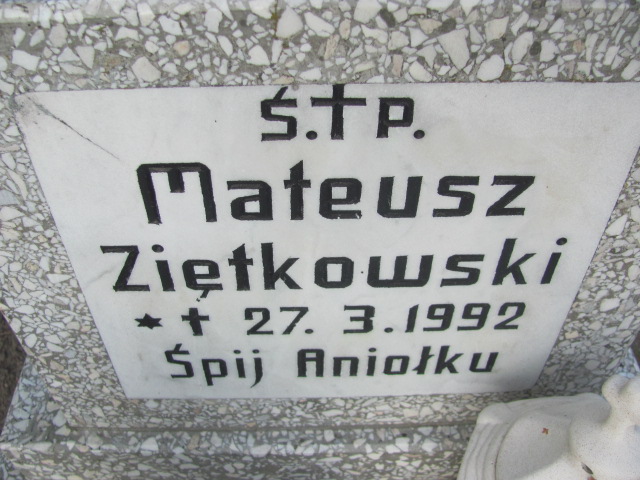 Ś.†P.
Mateusz
Ziętkowski
* † 27. 3.1992
Śpij Aniołku